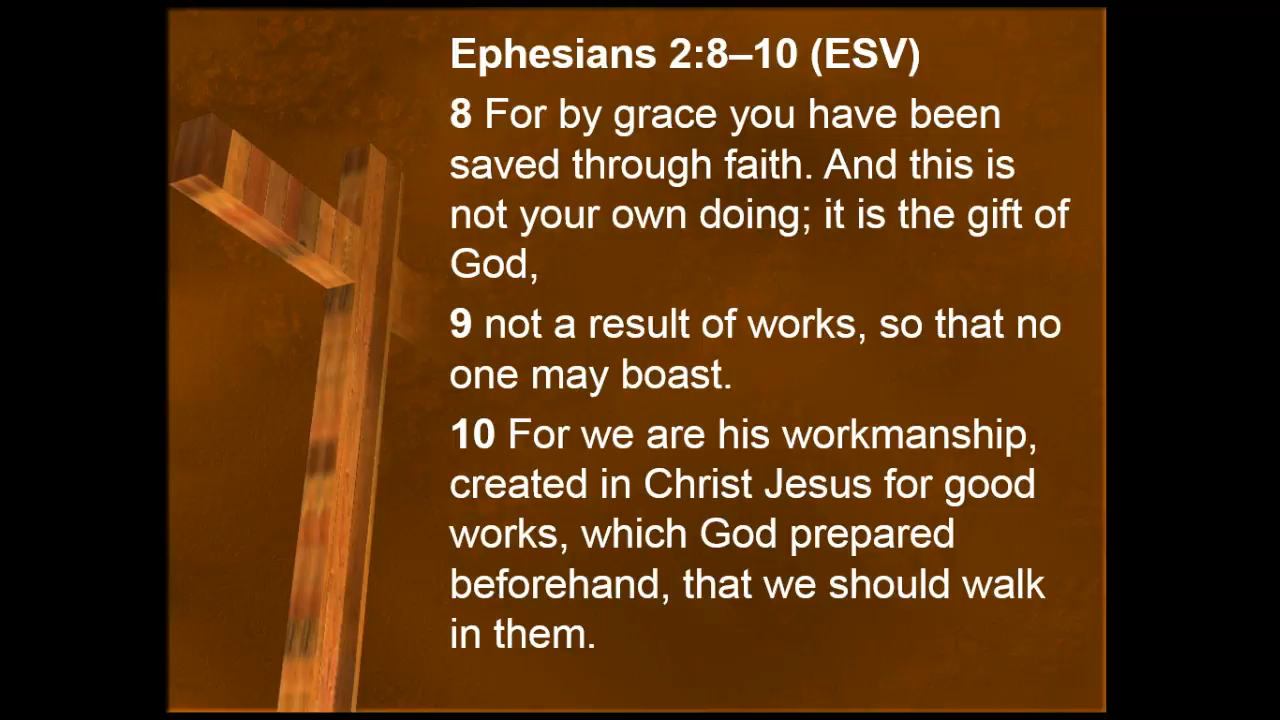 Ephesians 2:8–10 (ESV)
8 For by grace you have been
saved through faith. And this is
not your own doing; it is the gift of
God,
9 not a result of works, so that no
one may boast.
10 For we are his workmanship,
created in Christ Jesus for good
works, which God prepared
beforehand, that we should walk
in them.